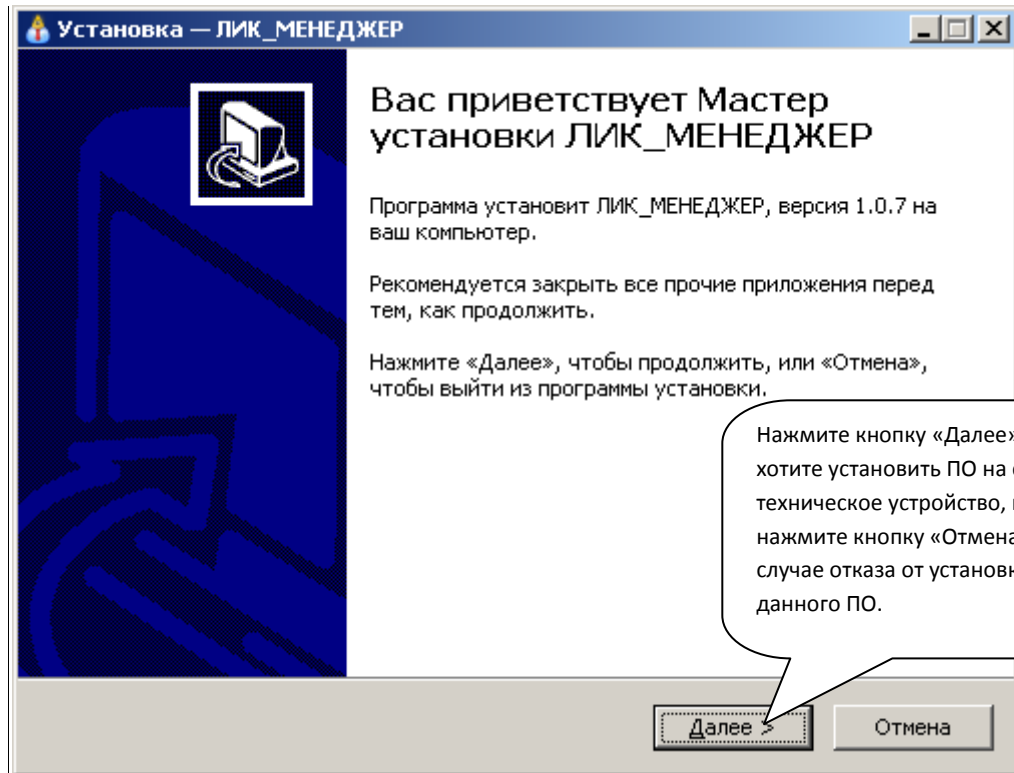 Установка — ЛИК_МЕНЕДЖЕР
Вас приветствует Мастер
установки ЛИК_МЕНЕДЖЕР
Программа установит ЛИК_МЕНЕДЖЕР, версия 1.0.7 на
ваш компьютер.
Рекомендуется закрыть все прочие приложения перед
тем, как продолжить.
Нажмите «Далее», чтобы продолжить, или «Отмена»,
чтобы выйти из программы установки.
Нажмите кнопку «Далее»
хотите установить ПО на
техническое устройство,
нажмите кнопку «Отмена
случае отказа от
данного ПО.
Далее >
Отмена